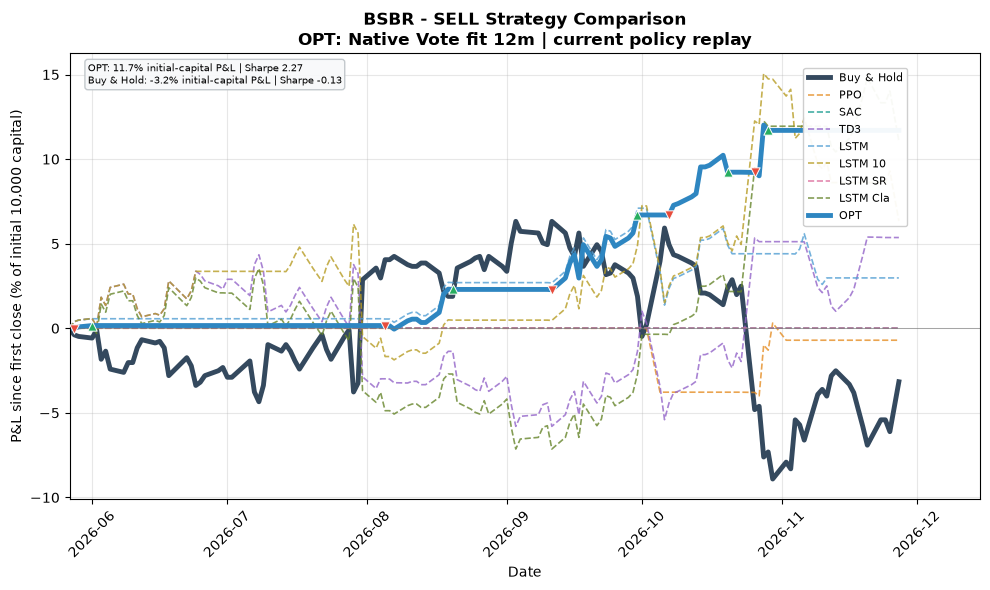 BSBR - SELL Strategy Comparison
OPT: Native Vote fit 12m | current policy replay
OPT: 11.7% initial-capital P&L | Sharpe 2.27
Buy & Hold: -3.2% initial-capital P&L | Sharpe -0.13
Buy & Hold
PPO
SAC
TD3
LSTM
LSTM 10
LSTM SR
LSTM Cla
OPT
P&L since first close (% of initial 10,000 capital)
15
10
5
0
−5
−10
2026-06
2026-07
2026-08
2026-09
2026-10
2026-11
2026-12
Date